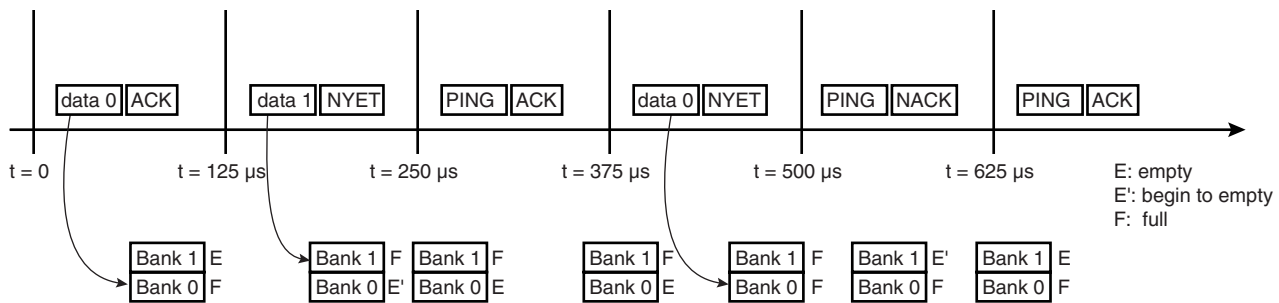 data 0 ACK data 1 NYET PING ACK data 0 NYET PING NACK PING ACK
t = 0 t = 125 µs t = 250 µs t = 375 µs t = 500 µs t = 625 µs E: empty
E': begin to empty
F: full
Bank 1 E Bank 1 F Bank 1 F Bank 1 F Bank 1 F Bank 1 E' Bank 1 E
Bank 0 F Bank 0 E' Bank 0 E Bank 0 E Bank 0 F Bank 0 F Bank 0 F